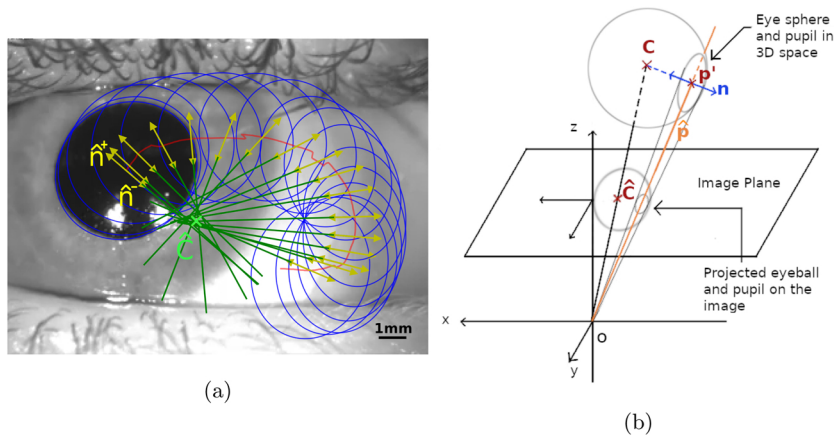 n̂⁺
n̂⁻
Ĉ
1mm
(a)
Eye sphere
and pupil in
3D space
C
p'
n
p̂
z
Image Plane
Ĉ
Projected eyeball
and pupil on the
image
x
O
y
(b)